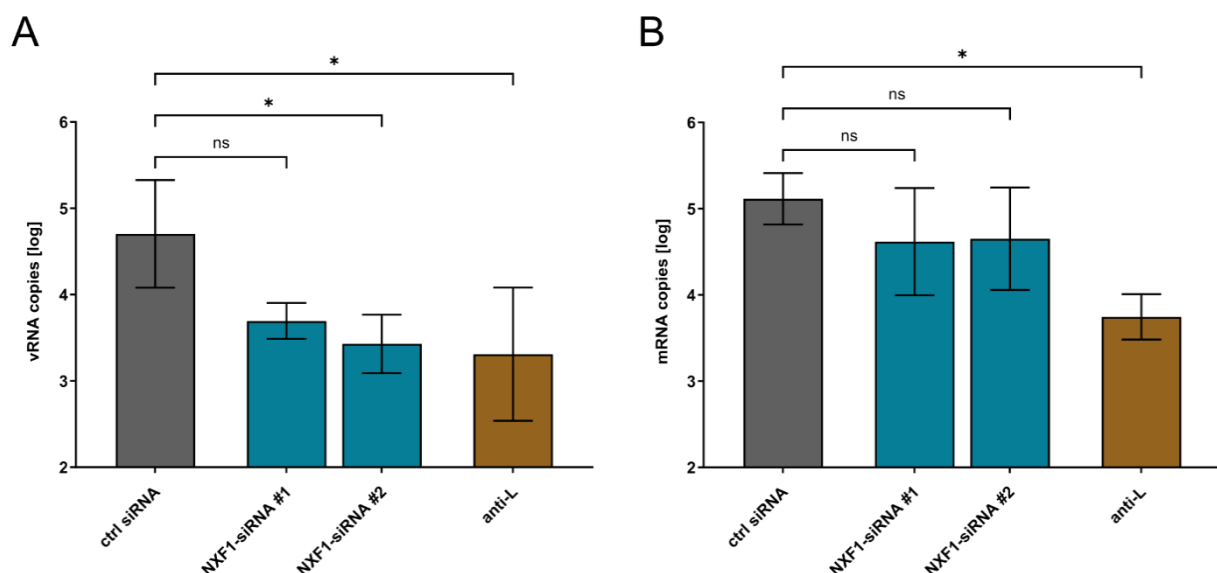 A
*
*
ns
6
5
4
3
2
vRNA copies [log]
ctrl siRNA
NXF1-siRNA #1
NXF1-siRNA #2
anti-L
B
*
ns
ns
6
5
4
3
2
mRNA copies [log]
ctrl siRNA
NXF1-siRNA #1
NXF1-siRNA #2
anti-L